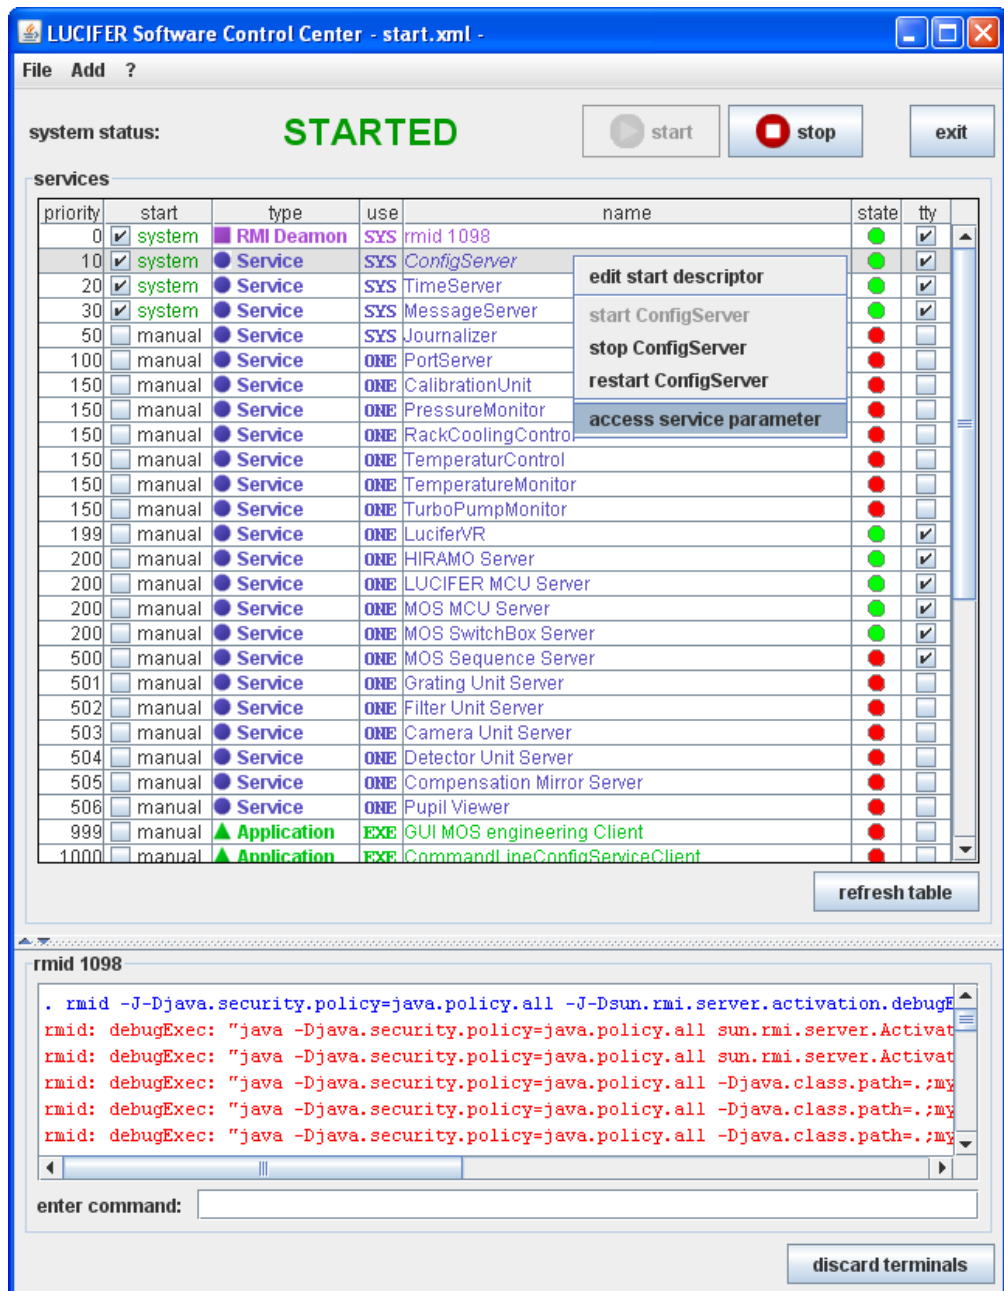 LUCIFER Software Control Center - start.xml -
File Add ?
system status: STARTED start stop exit
services
priority start type use name state tty
0 system RMI Deamon SYS rmid 1098
10 system Service SYS ConfigServer
20 system Service SYS TimeServer
30 system Service SYS MessageServer
50 manual Service SYS Journalizer
100 manual Service ONE PortServer
150 manual Service ONE CalibrationUnit
150 manual Service ONE PressureMonitor
150 manual Service ONE RackCoolingControl
150 manual Service ONE TemperaturControl
150 manual Service ONE TemperatureMonitor
150 manual Service ONE TurboPumpMonitor
199 manual Service ONE LuciferVR
200 manual Service ONE HIRAMO Server
200 manual Service ONE LUCIFER MCU Server
200 manual Service ONE MOS MCU Server
200 manual Service ONE MOS SwitchBox Server
500 manual Service ONE MOS Sequence Server
501 manual Service ONE Grating Unit Server
502 manual Service ONE Filter Unit Server
503 manual Service ONE Camera Unit Server
504 manual Service ONE Detector Unit Server
505 manual Service ONE Compensation Mirror Server
506 manual Service ONE Pupil Viewer
999 manual Application EXE GUI MOS engineering Client
1000 manual Application EXE CommandLineConfigServiceClient
edit start descriptor
start ConfigServer
stop ConfigServer
restart ConfigServer
access service parameter
refresh table
rmid 1098
. rmid -J-Djava.security.policy=java.policy.all -J-Dsun.rmi.server.activation.debugE
rmid: debugExec: "java -Djava.security.policy=java.policy.all sun.rmi.server.Activat
rmid: debugExec: "java -Djava.security.policy=java.policy.all sun.rmi.server.Activat
rmid: debugExec: "java -Djava.security.policy=java.policy.all -Djava.class.path=.;my
rmid: debugExec: "java -Djava.security.policy=java.policy.all -Djava.class.path=.;my
rmid: debugExec: "java -Djava.security.policy=java.policy.all -Djava.class.path=.;my
enter command:
discard terminals